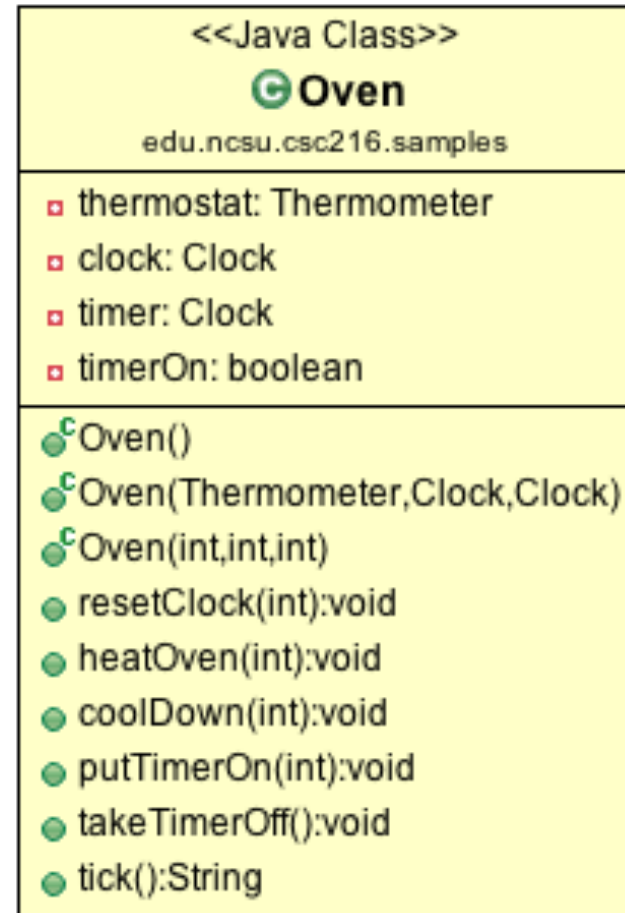 <<Java Class>>
C Oven
edu.ncsu.csc216.samples
thermostat: Thermometer
clock: Clock
timer: Clock
timerOn: boolean
C Oven()
C Oven(Thermometer,Clock,Clock)
C Oven(int,int,int)
resetClock(int):void
heatOven(int):void
coolDown(int):void
putTimerOn(int):void
takeTimerOff():void
tick():String